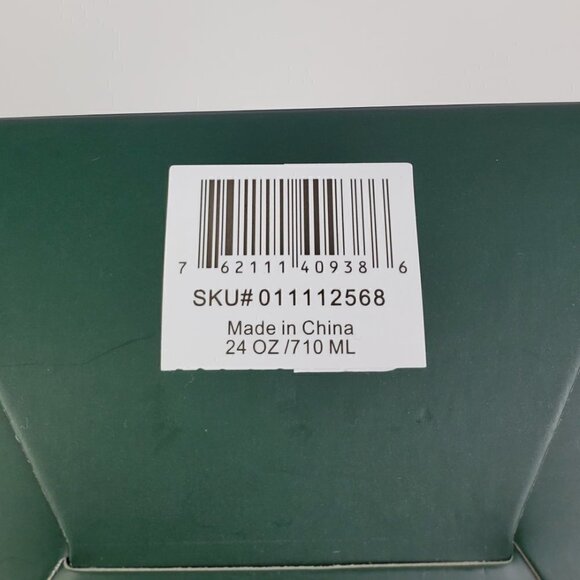 7 62111 40938 6
SKU# 011112568
Made in China
24 OZ /710 ML